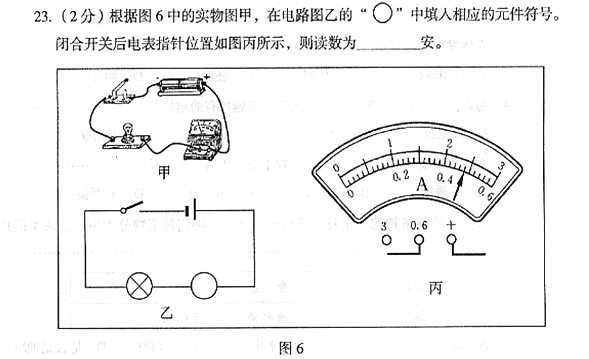 23.（2分）根据图6中的实物图甲，在电路图乙的“○”中填人相应的元件符号。
闭合开关后电表指针位置如图丙所示，则读数为________安。
- +
甲
0 1 2 3
0 0.2 0.4 0.6
A
3 0.6 +
乙
丙
图6